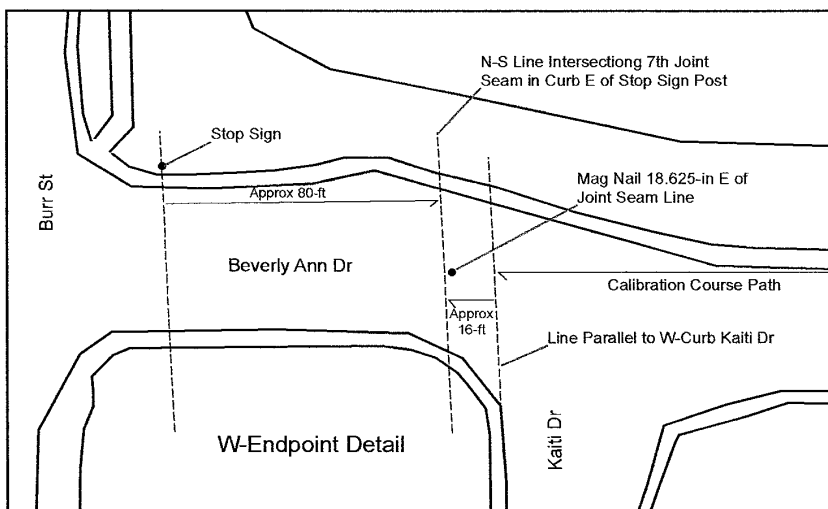 N-S Line Intersectiong 7th Joint
Seam in Curb E of Stop Sign Post
Stop Sign
Mag Nail 18.625-in E of
Joint Seam Line
Burr St
Approx 80-ft
Beverly Ann Dr
Calibration Course Path
Approx
16-ft
Line Parallel to W-Curb Kaiti Dr
W-Endpoint Detail
Kaiti Dr